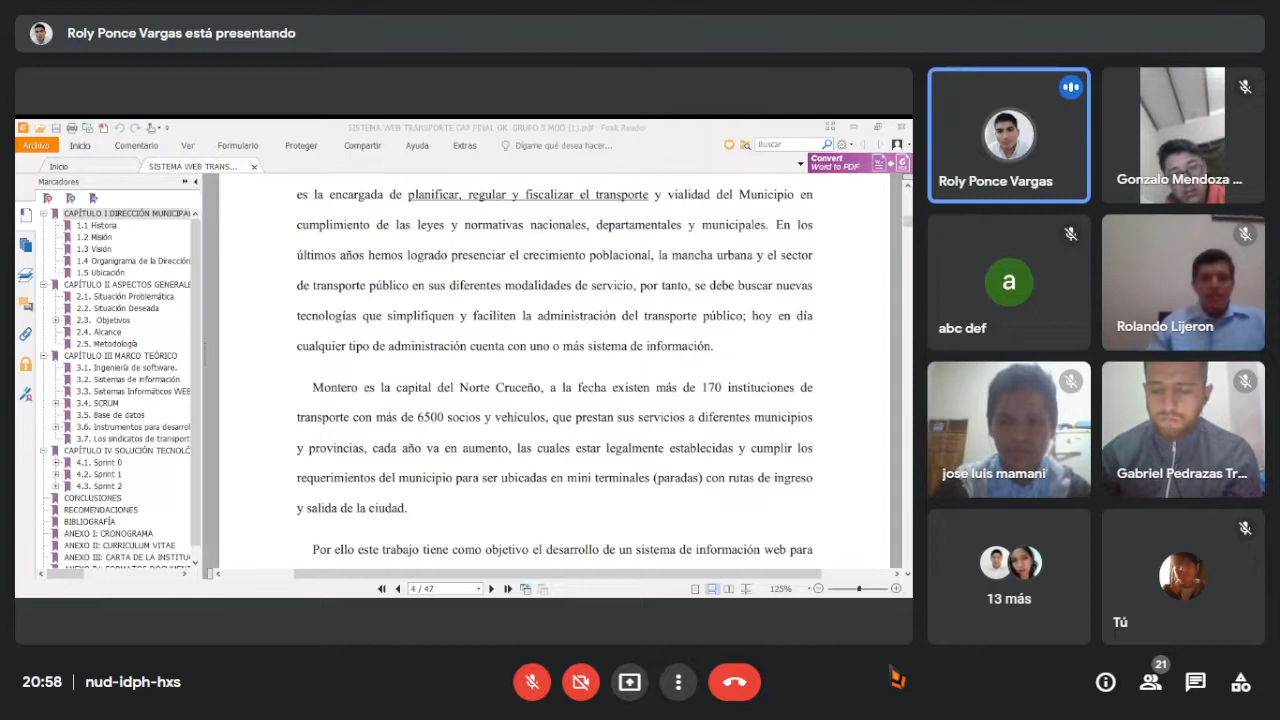 Roly Ponce Vargas está presentando
SISTEMA WEB TRANSPORTE CAP FINAL OK GRUPO 5 MOD (1).pdf - Foxit Reader
Archivo Inicio Comentario Ver Formulario Proteger Compartir Ayuda Extras Dígame qué desea hacer... Buscar...
Inicio SISTEMA WEB TRANS...
Convert
Word to PDF
Marcadores
CAPÍTULO I DIRECCIÓN MUNICIPAL
1.1 Historia
1.2 Misión
1.3 Visión
1.4 Organigrama de la Dirección
1.5 Ubicación
CAPÍTULO II ASPECTOS GENERALE
2.1. Situación Problemática
2.2. Situación Deseada
2.3. Objetivos
2.4. Alcance
2.5. Metodología
CAPÍTULO III MARCO TEÓRICO
3.1. Ingeniería de software.
3.2. Sistemas de información
3.3. Sistemas Informáticos WEB
3.4. SCRUM
3.5. Base de datos
3.6. Instrumentos para desarrol
3.7. Los sindicatos de transport
CAPÍTULO IV SOLUCIÓN TECNOLÓ
4.1. Sprint 0
4.2. Sprint 1
4.3. Sprint 2
CONCLUSIONES
RECOMENDACIONES
BIBLIOGRAFÍA
ANEXO I: CRONOGRAMA
ANEXO II: CURRICULUM VITAE
ANEXO III: CARTA DE LA INSTITUC
es la encargada de planificar, regular y fiscalizar el transporte y vialidad del Municipio en
cumplimiento de las leyes y normativas nacionales, departamentales y municipales. En los
últimos años hemos logrado presenciar el crecimiento poblacional, la mancha urbana y el sector
de transporte público en sus diferentes modalidades de servicio, por tanto, se debe buscar nuevas
tecnologías que simplifiquen y faciliten la administración del transporte público; hoy en día
cualquier tipo de administración cuenta con uno o más sistema de información.
Montero es la capital del Norte Cruceño, a la fecha existen más de 170 instituciones de
transporte con más de 6500 socios y vehículos, que prestan sus servicios a diferentes municipios
y provincias, cada año va en aumento, las cuales estar legalmente establecidas y cumplir los
requerimientos del municipio para ser ubicadas en mini terminales (paradas) con rutas de ingreso
y salida de la ciudad.
Por ello este trabajo tiene como objetivo el desarrollo de un sistema de información web para
4 / 47
125%
Roly Ponce Vargas
Gonzalo Mendoza ...
a
abc def
Rolando Lijeron
jose luis mamani
Gabriel Pedrazas Tr...
13 más
Tú
20:58 | nud-idph-hxs
21